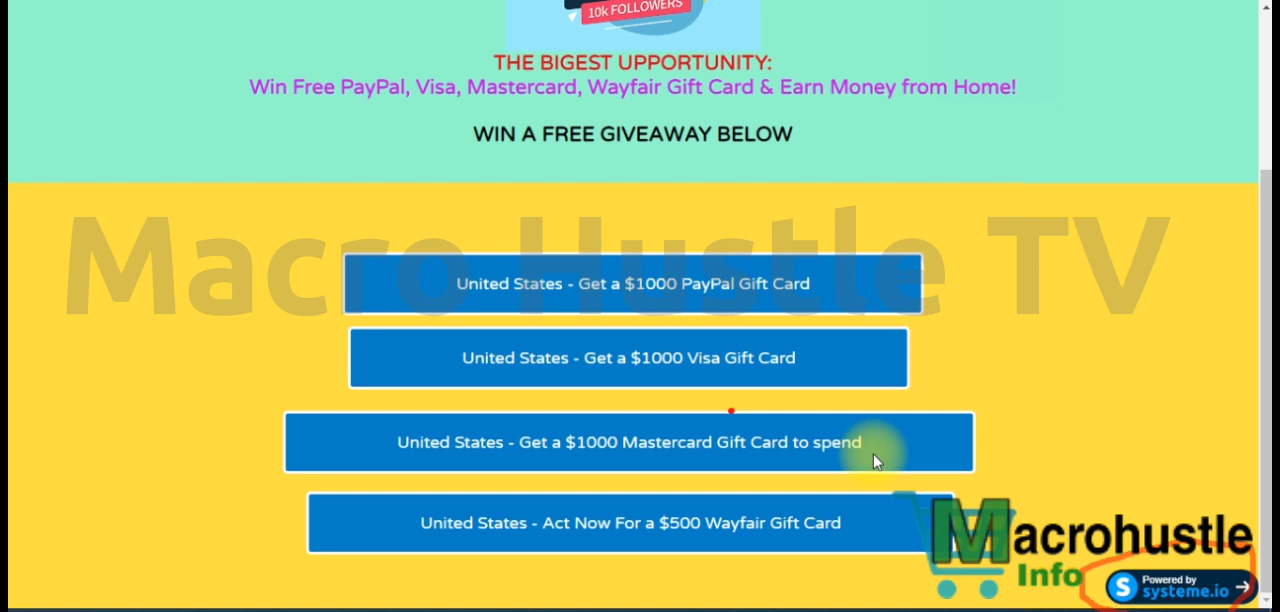 10k FOLLOWERS
THE BIGEST UPPORTUNITY:
Win Free PayPal, Visa, Mastercard, Wayfair Gift Card & Earn Money from Home!
WIN A FREE GIVEAWAY BELOW
Macro Hustle TV
United States - Get a $1000 PayPal Gift Card
United States - Get a $1000 Visa Gift Card
United States - Get a $1000 Mastercard Gift Card to spend
United States - Act Now For a $500 Wayfair Gift Card
Macrohustle
Info
S
Powered by
systeme.io